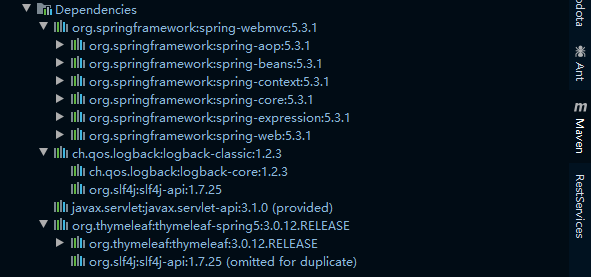 Dependencies
org.springframework:spring-webmvc:5.3.1
org.springframework:spring-aop:5.3.1
org.springframework:spring-beans:5.3.1
org.springframework:spring-context:5.3.1
org.springframework:spring-core:5.3.1
org.springframework:spring-expression:5.3.1
org.springframework:spring-web:5.3.1
ch.qos.logback:logback-classic:1.2.3
ch.qos.logback:logback-core:1.2.3
org.slf4j:slf4j-api:1.7.25
javax.servlet:javax.servlet-api:3.1.0 (provided)
org.thymeleaf:thymeleaf-spring5:3.0.12.RELEASE
org.thymeleaf:thymeleaf:3.0.12.RELEASE
org.slf4j:slf4j-api:1.7.25 (omitted for duplicate)
Ant
m Maven
RestServices